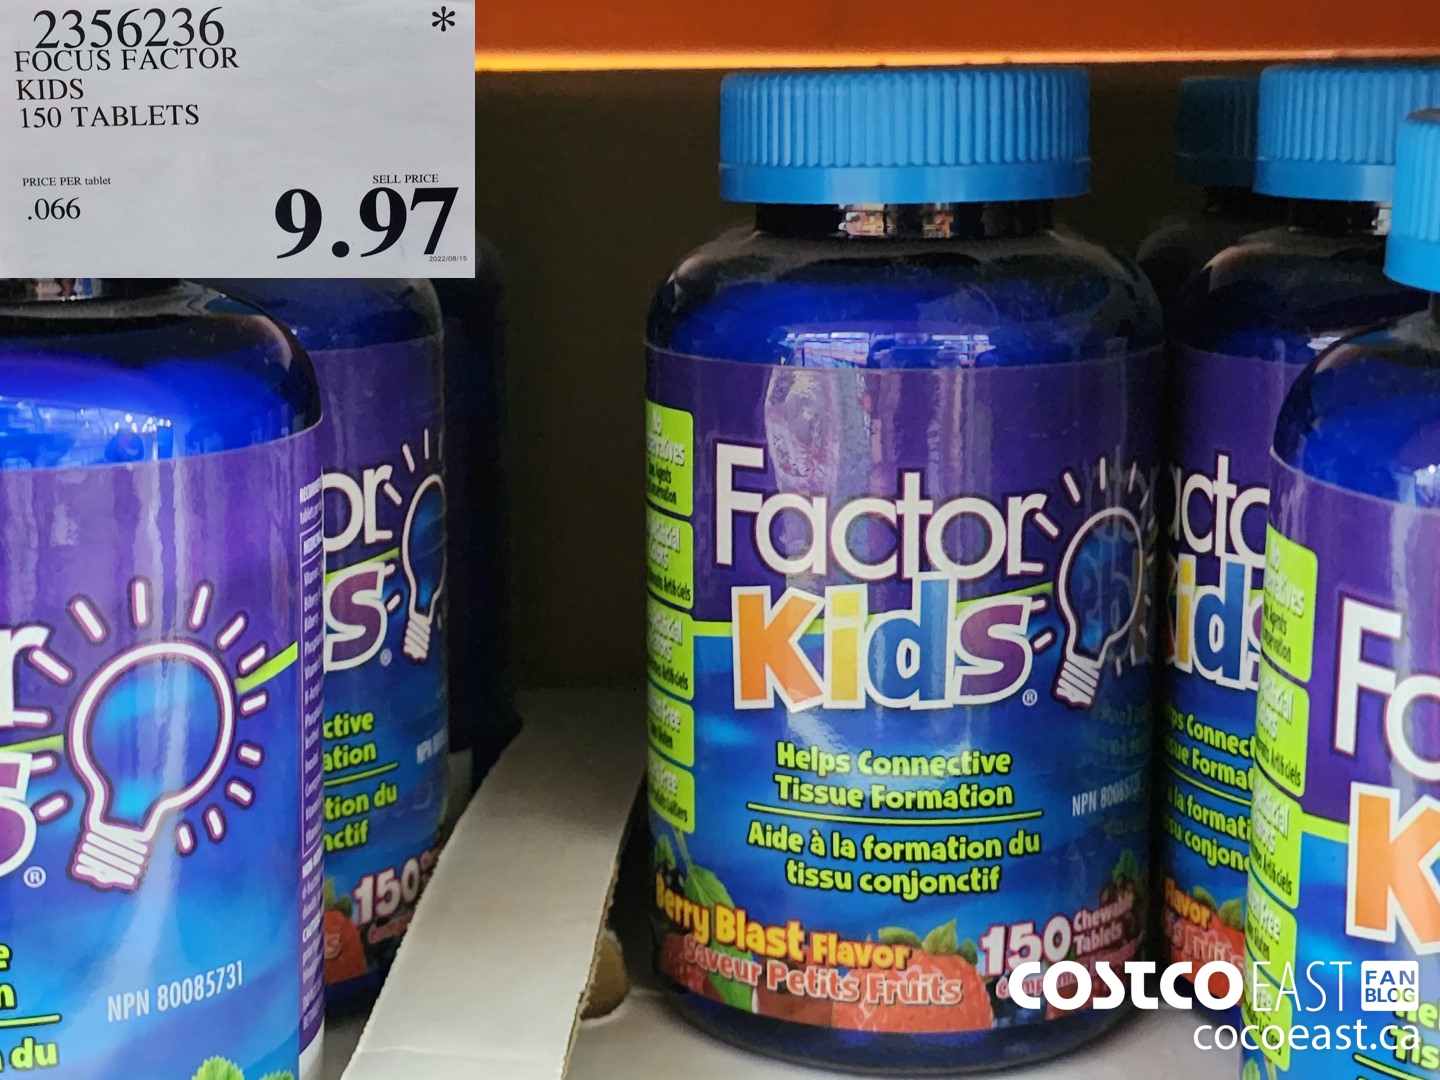 2356236
*
FOCUS FACTOR
KIDS
150 TABLETS
PRICE PER tablet
.066
SELL PRICE
9.97
2022/08/15
Factor
Kids®
Helps Connective
Tissue Formation
Aide à la formation du
tissu conjonctif
Berry Blast Flavor
Saveur Petits Fruits
150 Chewable
Tablets
NPN 80085731
COSTCO EAST FAN
BLOG
cocoeast.ca